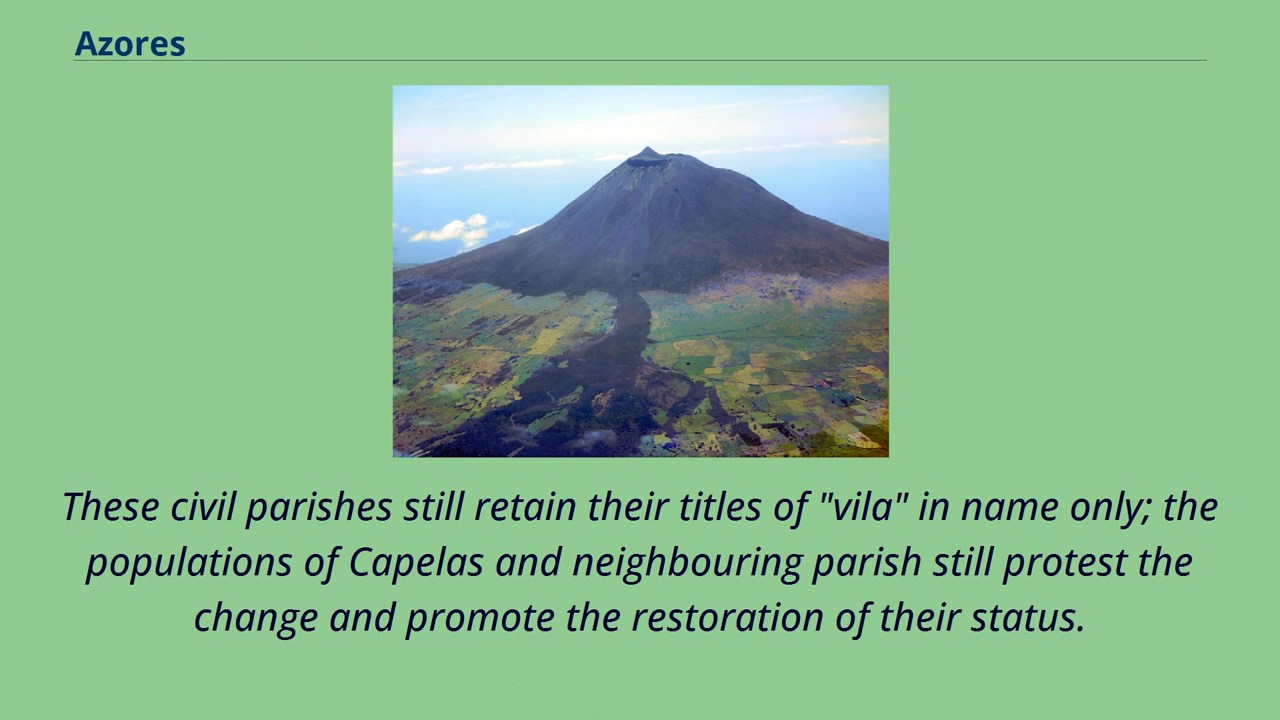 Azores
These civil parishes still retain their titles of "vila" in name only; the
populations of Capelas and neighbouring parish still protest the
change and promote the restoration of their status.